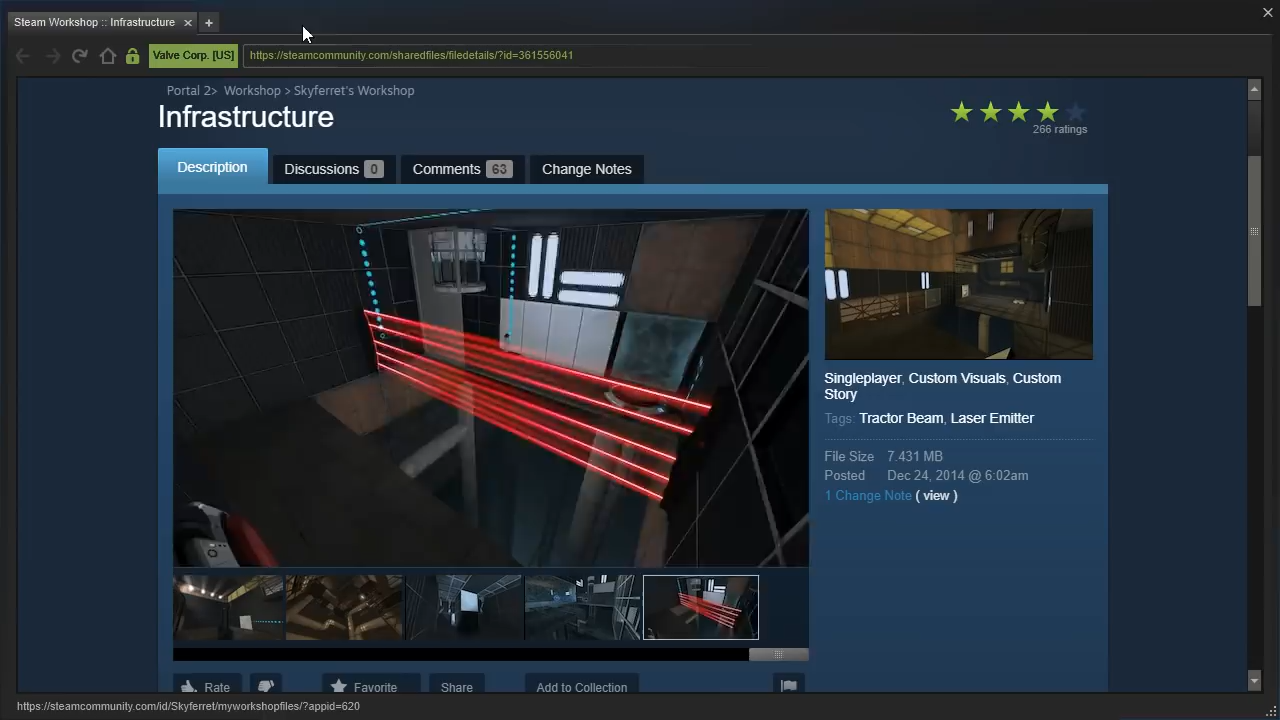 Steam Workshop :: Infrastructure
Valve Corp. [US]
https://steamcommunity.com/sharedfiles/filedetails/?id=361556041
Portal 2> Workshop > Skyferret's Workshop
Infrastructure
266 ratings
Description
Discussions 0
Comments 63
Change Notes
Singleplayer, Custom Visuals, Custom
Story
Tags: Tractor Beam, Laser Emitter
File Size 7.431 MB
Posted Dec 24, 2014 @ 6:02am
1 Change Note ( view )
Rate
Favorite
Share
Add to Collection
https://steamcommunity.com/id/Skyferret/myworkshopfiles/?appid=620